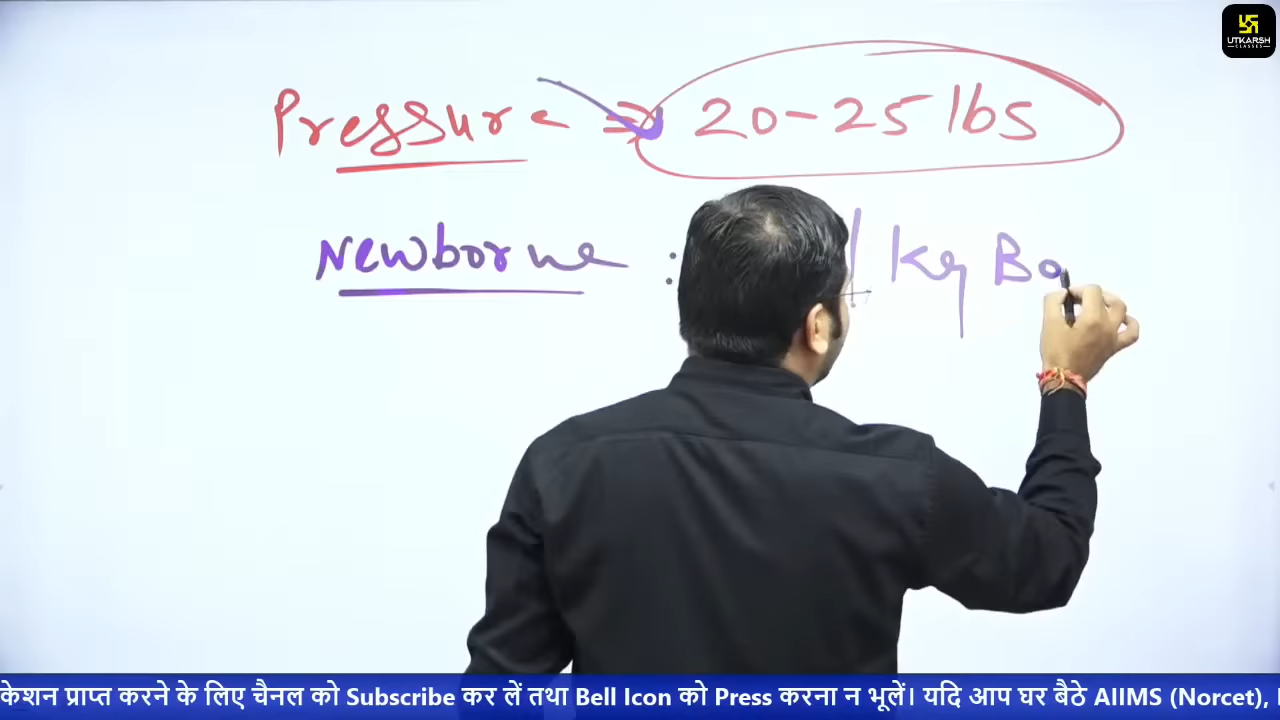 UTKARSH
CLASSES
Pressure ⇒ 20-25 lbs
Newborne : / Kg Bo
केशन प्राप्त करने के लिए चैनल को Subscribe कर लें तथा Bell Icon को Press करना न भूलें। यदि आप घर बैठे AIIMS (Norcet),